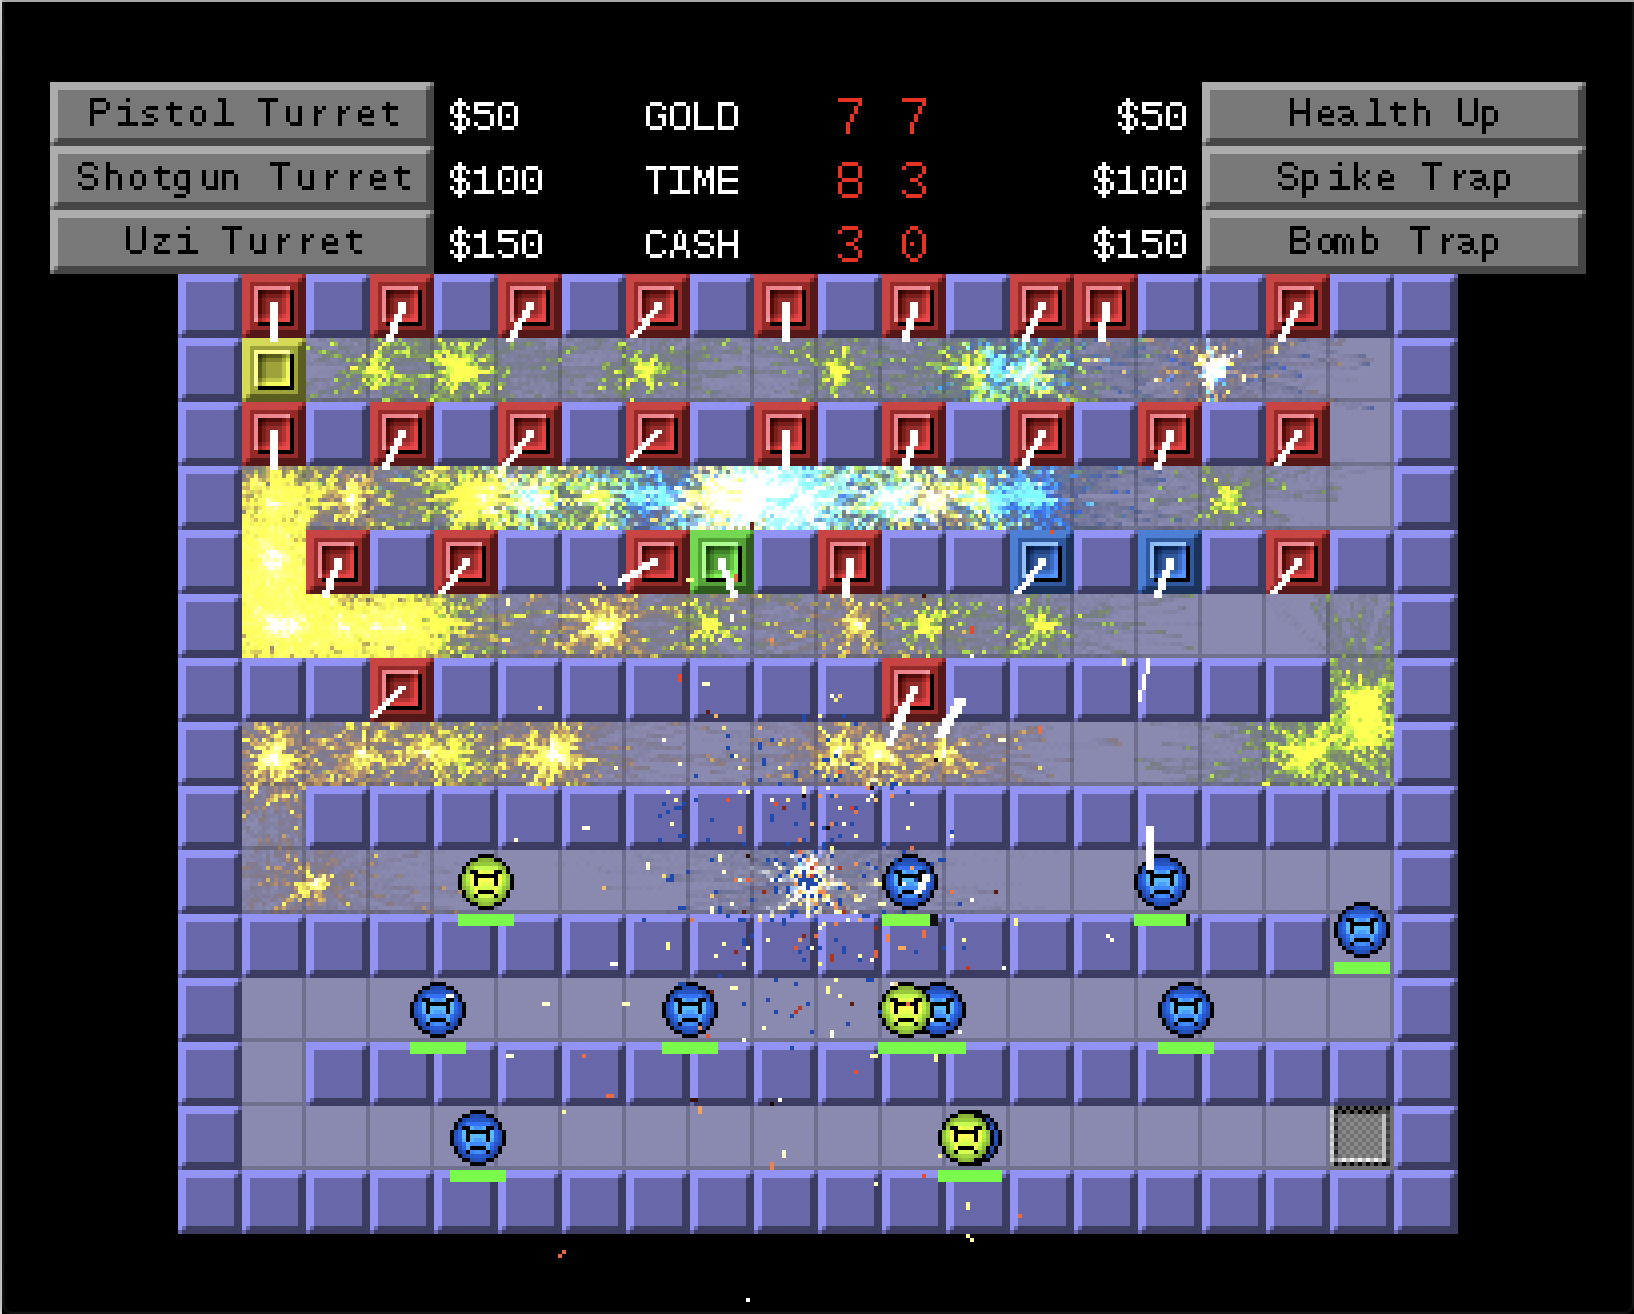 Pistol Turret $50 GOLD 7 7 $50 Health Up
Shotgun Turret $100 TIME 8 3 $100 Spike Trap
Uzi Turret $150 CASH 3 0 $150 Bomb Trap